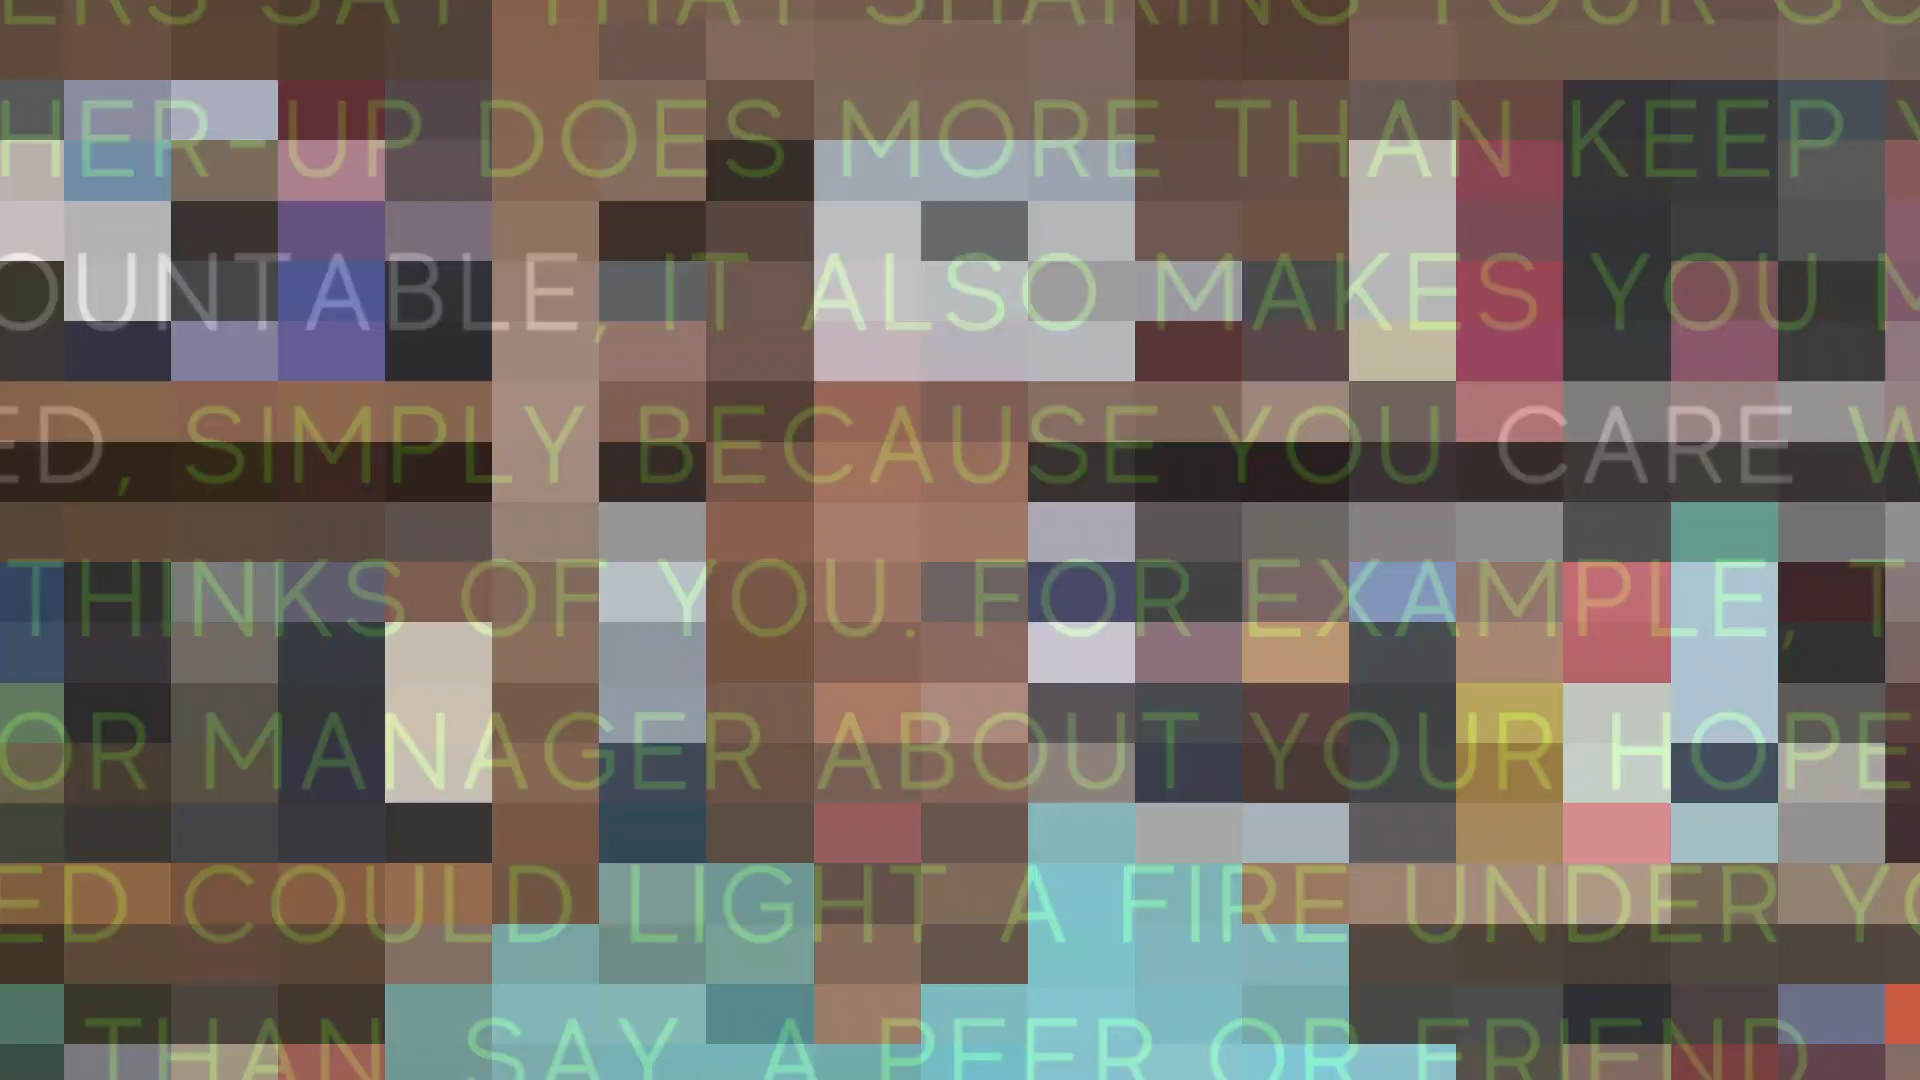 ERS SAY THAT SHARING YOUR GO
HER-UP DOES MORE THAN KEEP Y
OUNTABLE, IT ALSO MAKES YOU M
ED, SIMPLY BECAUSE YOU CARE W
THINKS OF YOU. FOR EXAMPLE, T
OR MANAGER ABOUT YOUR HOPE
ED COULD LIGHT A FIRE UNDER YO
THAN SAY A PEER OR FRIEND